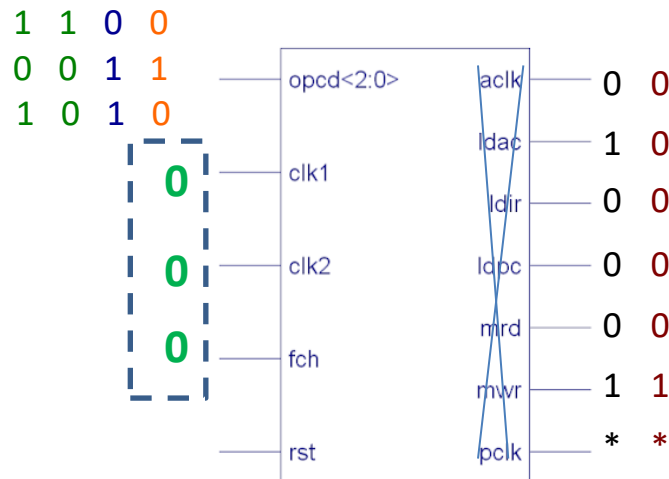 1 1 0 0
0 0 1 1
1 0 1 0
opcd<2:0> aclk 0 0
ldac 1 0
0 clk1
ldir 0 0
0 clk2 ldpc 0 0
mrd 0 0
0 fch
mwr 1 1
rst pclk * *